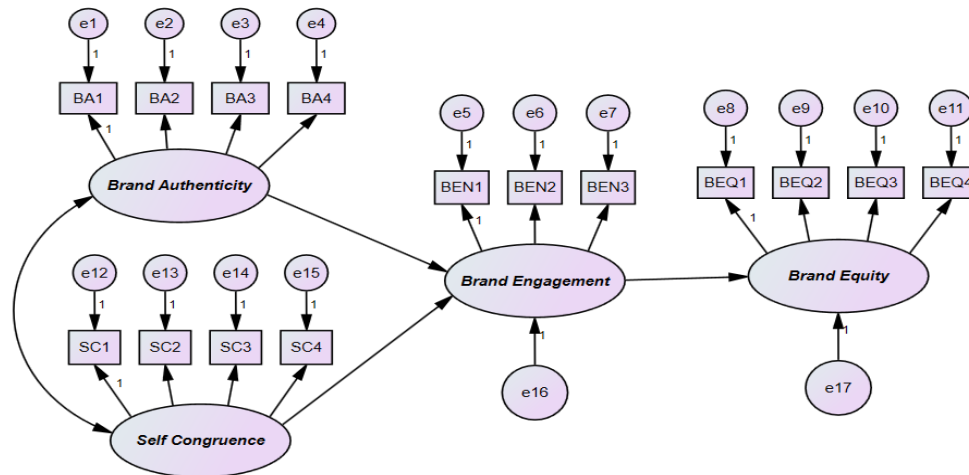 e1 e2 e3 e4
1 1 1 1
BA1 BA2 BA3 BA4
1
Brand Authenticity
e5 e6 e7
1 1 1
BEN1 BEN2 BEN3
1
Brand Engagement
1
e16
e8 e9 e10 e11
1 1 1 1
BEQ1 BEQ2 BEQ3 BEQ4
1
Brand Equity
1
e17
e12 e13 e14 e15
1 1 1 1
SC1 SC2 SC3 SC4
1
Self Congruence